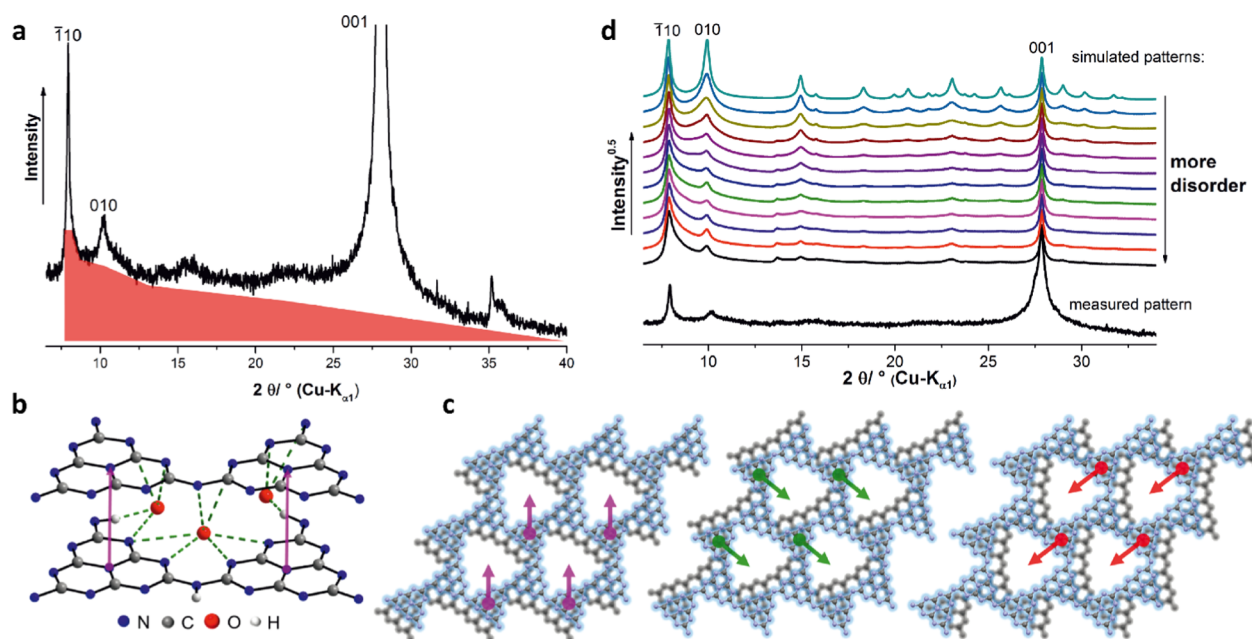 a
1̅10
010
001
Intensity
10
15
20
25
30
35
40
2 θ/ ° (Cu-Kα1)
b
N C O H
c
d
1̅10
010
001
simulated patterns:
more
disorder
Intensity0.5
measured pattern
10
15
20
25
30
2 θ/ ° (Cu-Kα1)